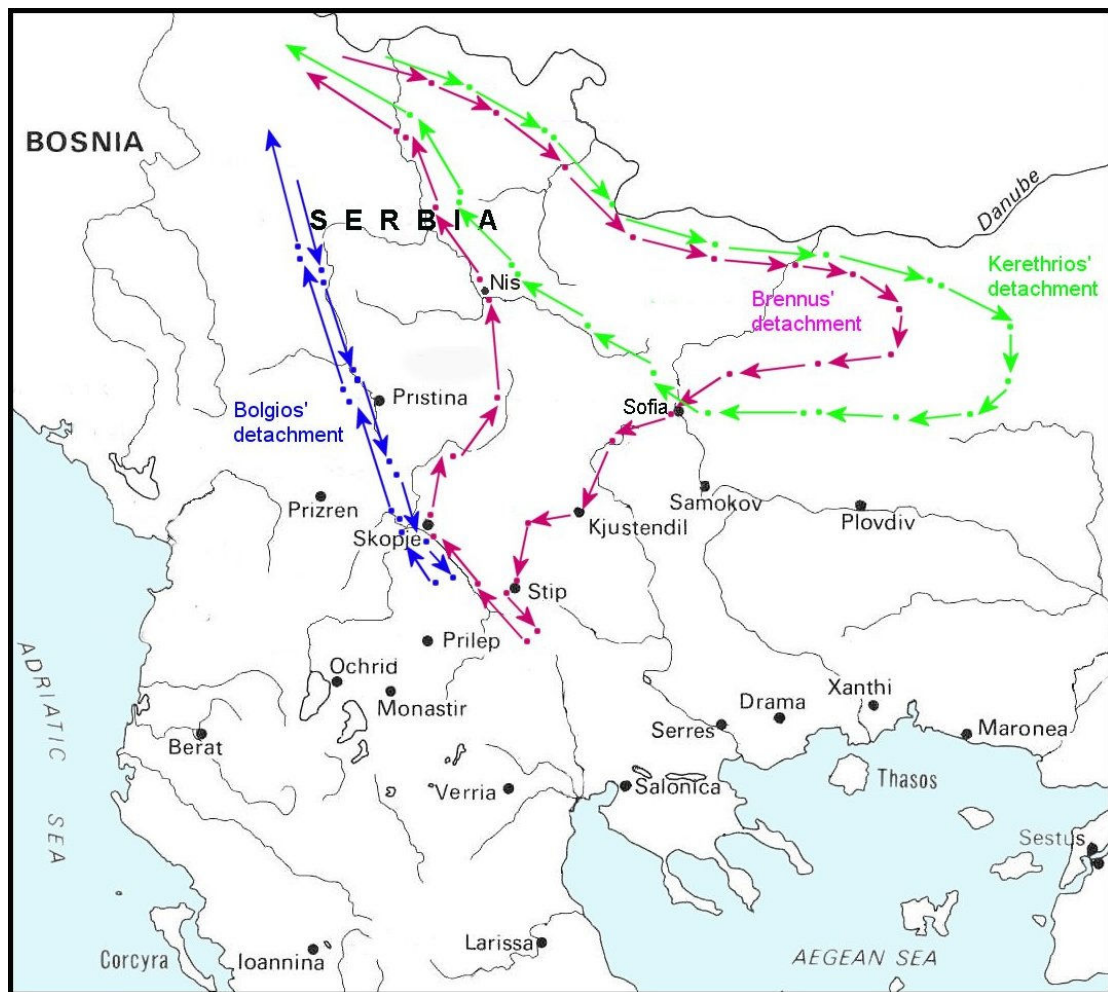 BOSNIA
SERBIA
Danube
Kerethrios'
detachment
Brennus'
detachment
Nis
Bolgios'
detachment
Pristina
Sofia
Prizren
Skopje
Samokov
Kjustendil
Plovdiv
Stip
Prilep
Ochrid
Monastir
Xanthi
Drama
Serres
Maronea
Berat
Verria
Salonica
Thasos
Sestus
ADRIATIC SEA
Corcyra
Ioannina
Larissa
AEGEAN SEA